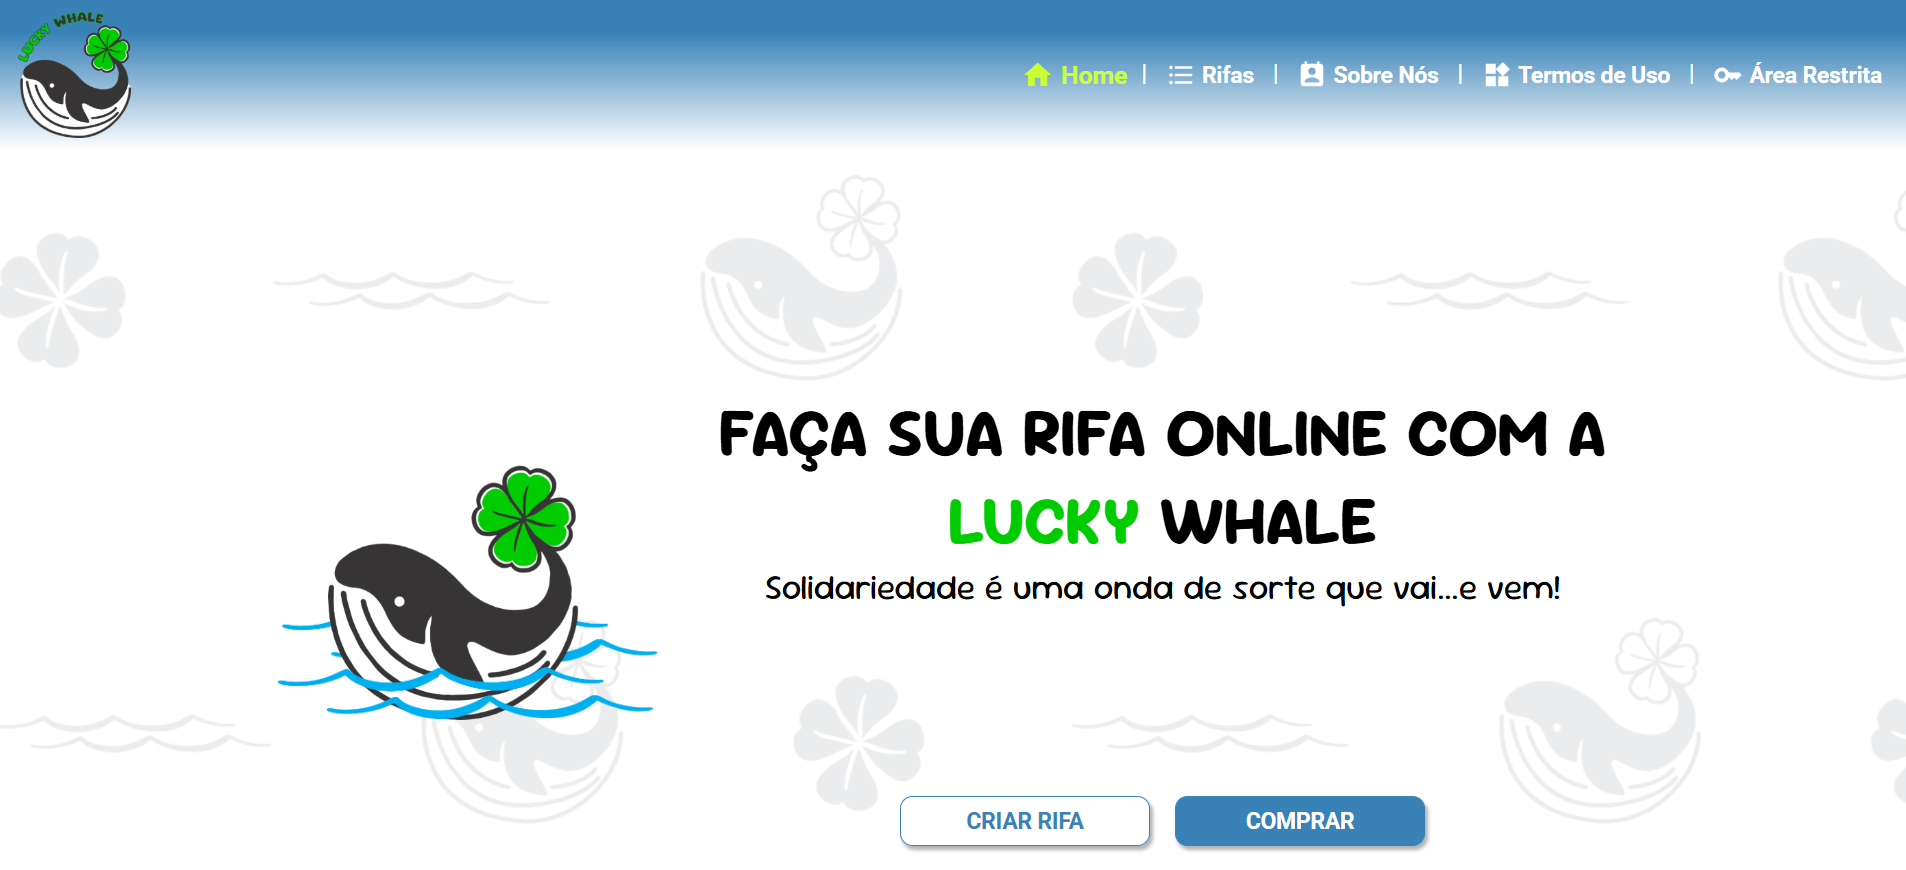 LUCKY WHALE
Home | Rifas | Sobre Nós | Termos de Uso | Área Restrita
FAÇA SUA RIFA ONLINE COM A
LUCKY WHALE
Solidariedade é uma onda de sorte que vai...e vem!
CRIAR RIFA
COMPRAR